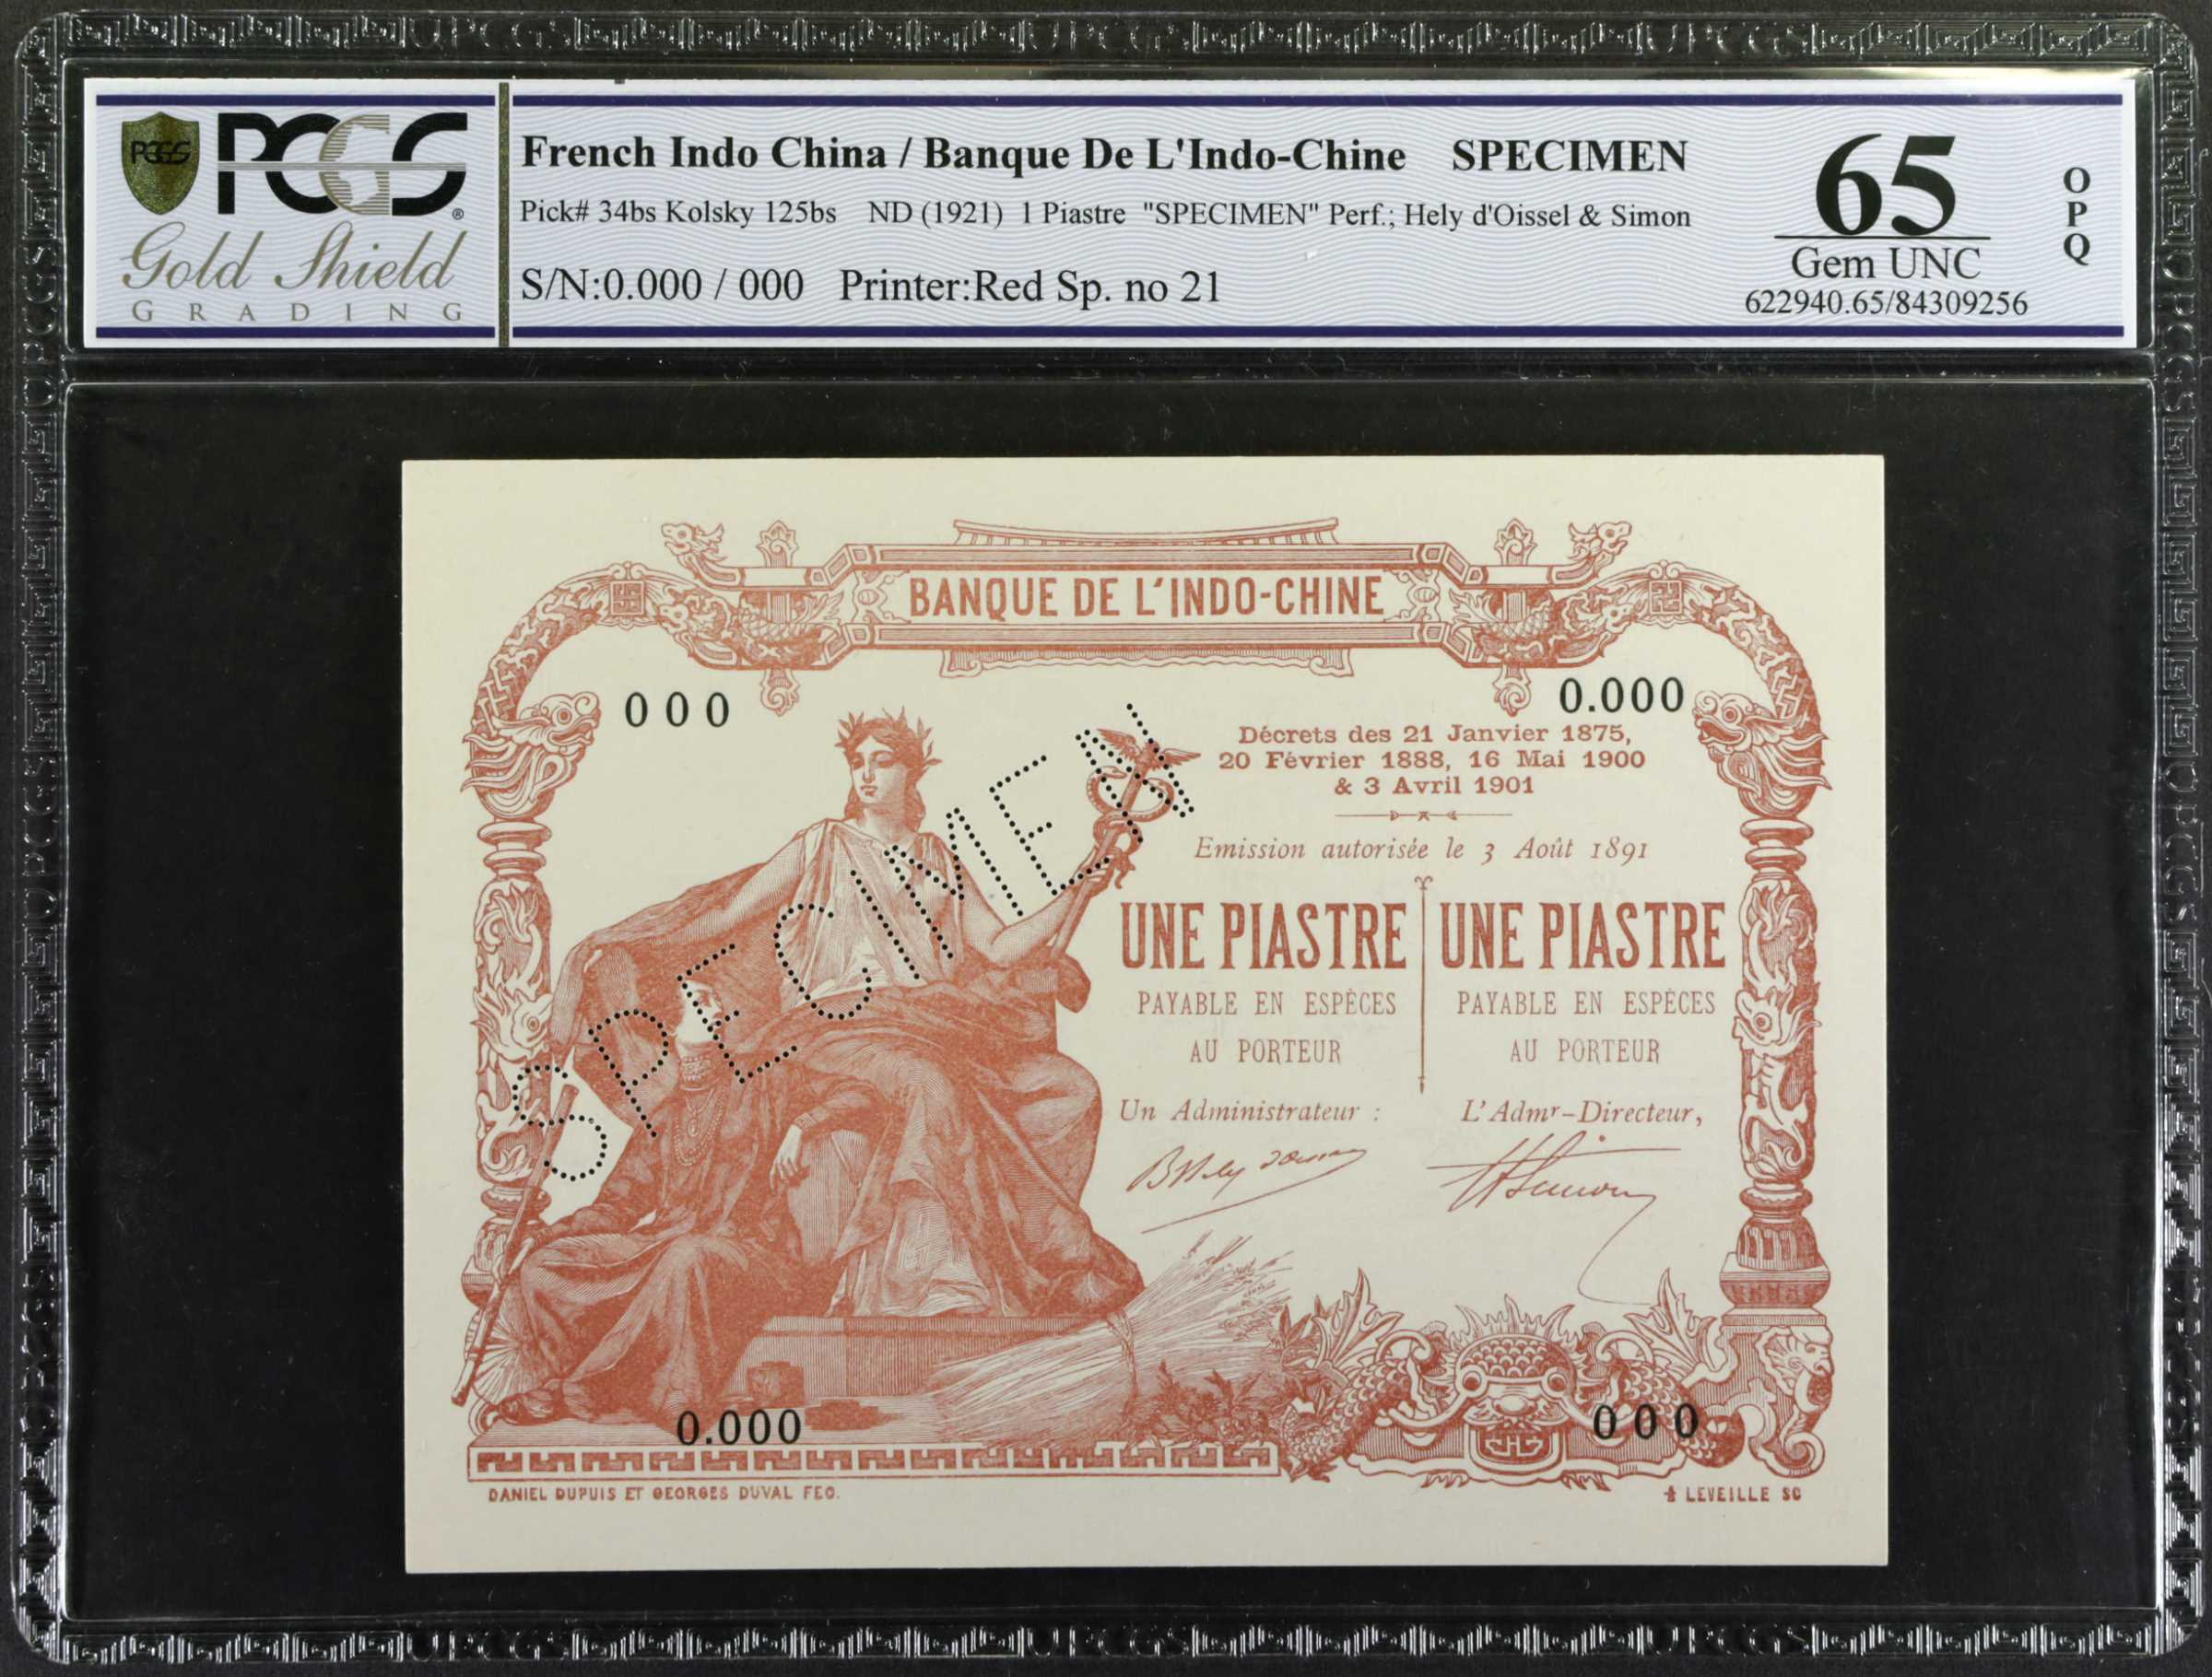 PCGS
PCGS
Gold Shield
GRADING
French Indo China / Banque De L'Indo-Chine SPECIMEN
Pick# 34bs Kolsky 125bs ND (1921) 1 Piastre "SPECIMEN" Perf.; Hely d'Oissel & Simon
S/N:0.000 / 000 Printer:Red Sp. no 21
65
Gem UNC
622940.65/84309256
OPQ
BANQUE DE L'INDO-CHINE
000
0.000
Décrets des 21 Janvier 1875,
20 Février 1888, 16 Mai 1900
& 3 Avril 1901
Emission autorisée le 3 Août 1891
UNE PIASTRE UNE PIASTRE
PAYABLE EN ESPÈCES PAYABLE EN ESPÈCES
AU PORTEUR AU PORTEUR
Un Administrateur : L'Admr-Directeur,
SPECIMEN
0.000
000
DANIEL DUPUIS ET GEORGES DUVAL FEC.
LEVEILLE SC